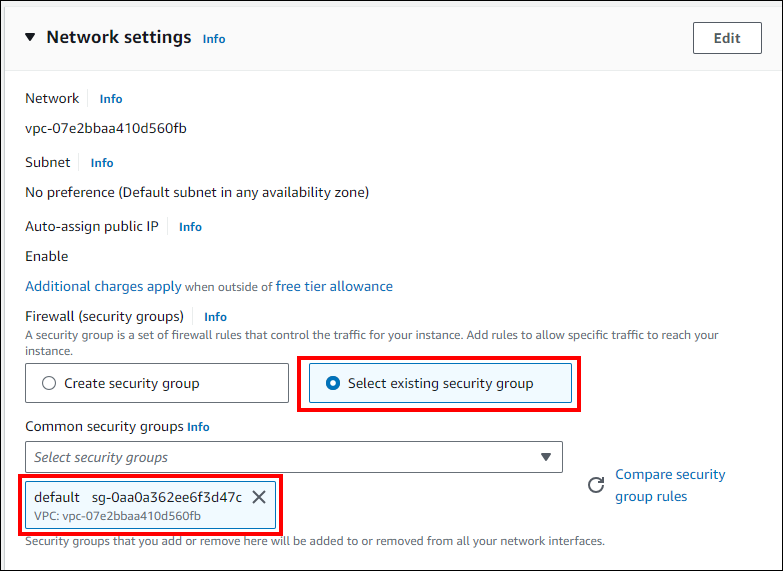 Network settings Info
Edit
Network Info
vpc-07e2bbaa410d560fb
Subnet Info
No preference (Default subnet in any availability zone)
Auto-assign public IP Info
Enable
Additional charges apply when outside of free tier allowance
Firewall (security groups) Info
A security group is a set of firewall rules that control the traffic for your instance. Add rules to allow specific traffic to reach your
instance.
Create security group
Select existing security group
Common security groups Info
Select security groups
Compare security
group rules
default sg-0aa0a362ee6f3d47c
VPC: vpc-07e2bbaa410d560fb
Security groups that you add or remove here will be added to or removed from all your network interfaces.